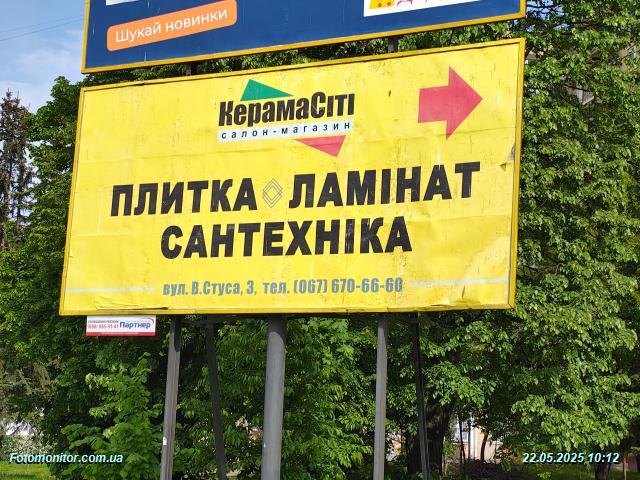 Шукай новинки
КерамаСіті
салон-магазин
ПЛИТКА ЛАМІНАТ
САНТЕХНІКА
вул. В.Стуса, 3, тел. (067) 670-66-60
Партнер
Fotomonitor.com.ua
22.05.2025 10:12